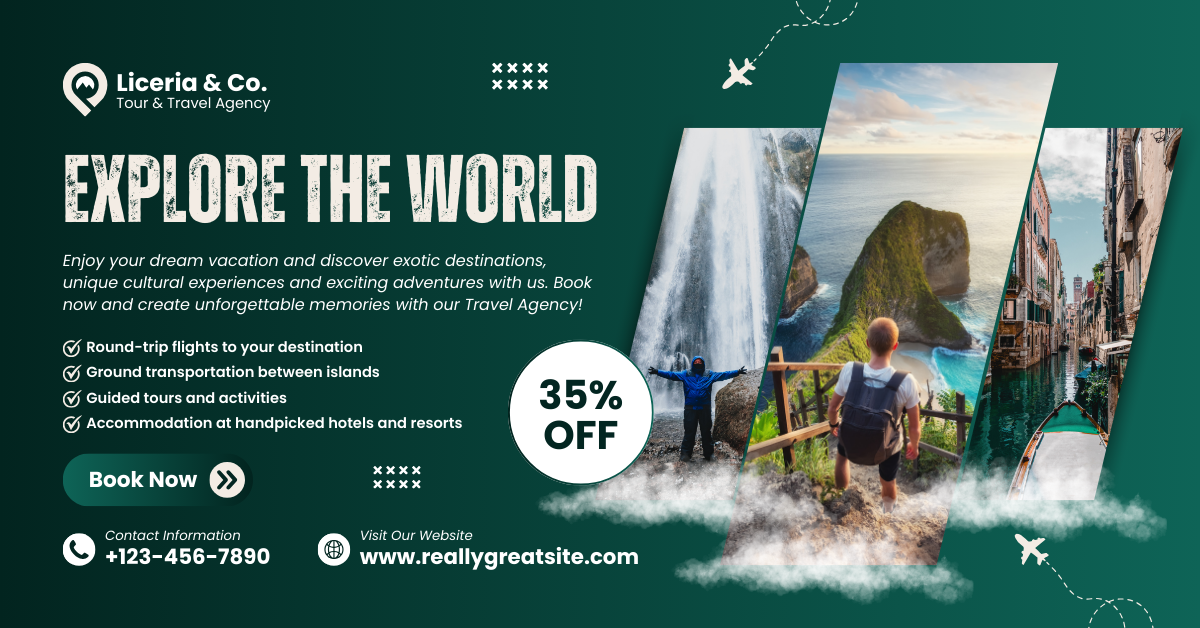 Liceria & Co.
Tour & Travel Agency
EXPLORE THE WORLD
Enjoy your dream vacation and discover exotic destinations,
unique cultural experiences and exciting adventures with us. Book
now and create unforgettable memories with our Travel Agency!
Round-trip flights to your destination
Ground transportation between islands
Guided tours and activities
Accommodation at handpicked hotels and resorts
35%
OFF
Book Now
Contact Information
+123-456-7890
Visit Our Website
www.reallygreatsite.com